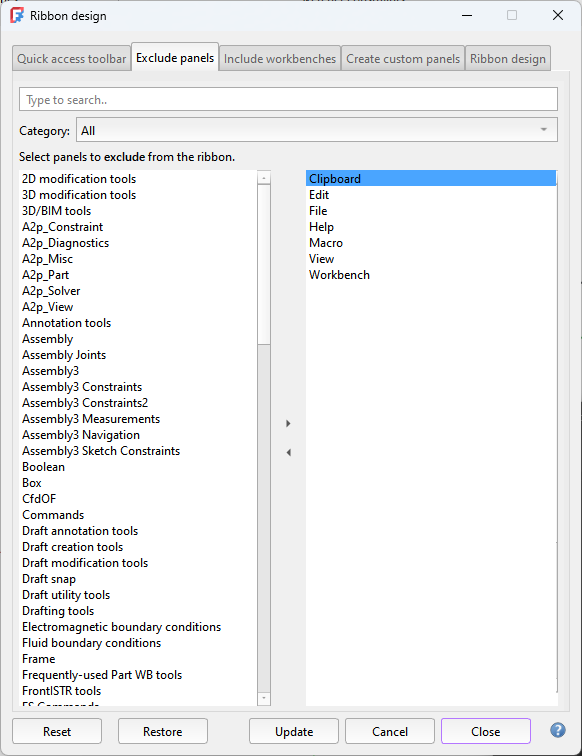 Ribbon design
Quick access toolbar
Exclude panels
Include workbenches
Create custom panels
Ribbon design
Type to search..
Category:
All
Select panels to exclude from the ribbon.
2D modification tools
3D modification tools
3D/BIM tools
A2p_Constraint
A2p_Diagnostics
A2p_Misc
A2p_Part
A2p_Solver
A2p_View
Annotation tools
Assembly
Assembly Joints
Assembly3
Assembly3 Constraints
Assembly3 Constraints2
Assembly3 Measurements
Assembly3 Navigation
Assembly3 Sketch Constraints
Boolean
Box
CfdOF
Commands
Draft annotation tools
Draft creation tools
Draft modification tools
Draft snap
Draft utility tools
Drafting tools
Electromagnetic boundary conditions
Fluid boundary conditions
Frame
Frequently-used Part WB tools
FrontISTR tools
Clipboard
Edit
File
Help
Macro
View
Workbench
Reset
Restore
Update
Cancel
Close
?